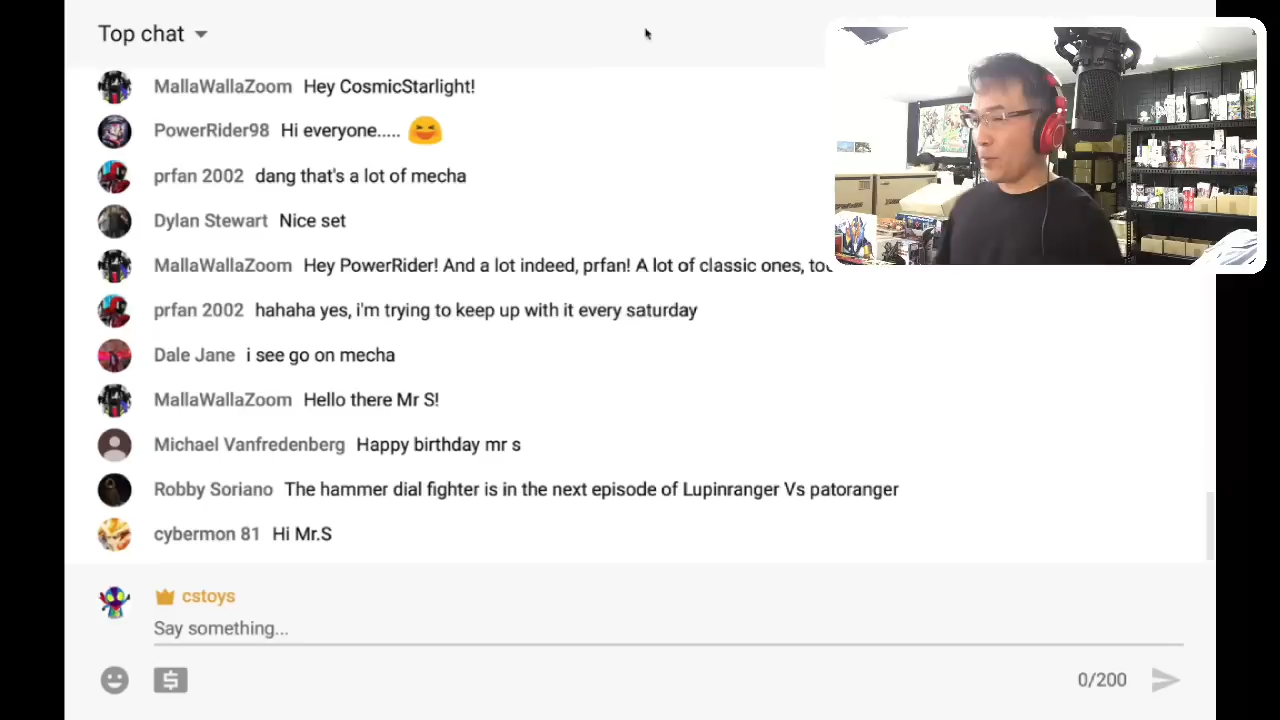 Top chat
MallaWallaZoom Hey CosmicStarlight!
PowerRider98 Hi everyone.....
prfan 2002 dang that's a lot of mecha
Dylan Stewart Nice set
MallaWallaZoom Hey PowerRider! And a lot indeed, prfan! A lot of classic ones,
prfan 2002 hahaha yes, i'm trying to keep up with it every saturday
Dale Jane i see go on mecha
MallaWallaZoom Hello there Mr S!
Michael Vanfredenberg Happy birthday mr s
Robby Soriano The hammer dial fighter is in the next episode of Lupinranger Vs patoranger
cybermon 81 Hi Mr.S
cstoys
Say something...
0/200